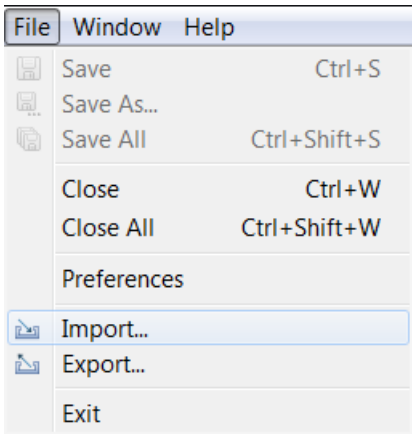 File Window Help
Save Ctrl+S
Save As...
Save All Ctrl+Shift+S
Close Ctrl+W
Close All Ctrl+Shift+W
Preferences
Import...
Export...
Exit